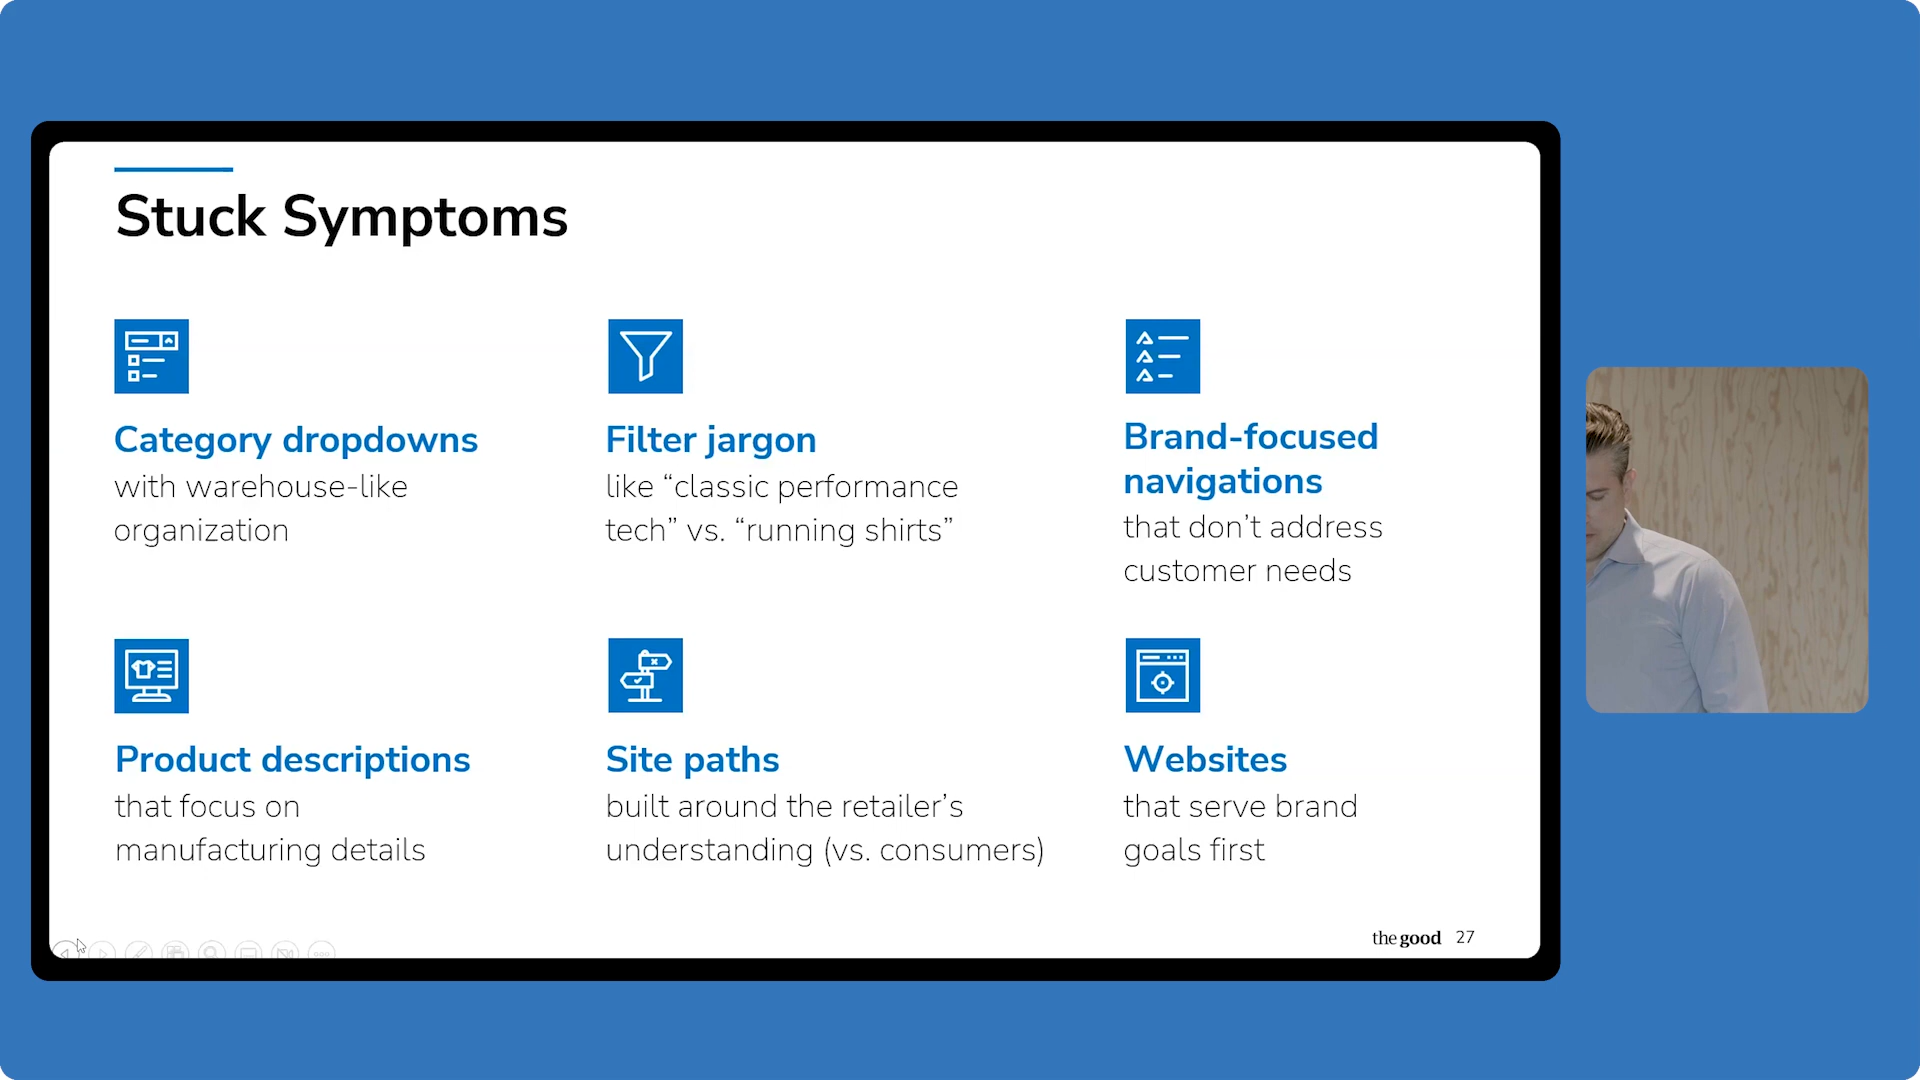 Stuck Symptoms
Category dropdowns
with warehouse-like
organization
Filter jargon
like “classic performance
tech” vs. “running shirts”
Brand-focused
navigations
that don’t address
customer needs
Product descriptions
that focus on
manufacturing details
Site paths
built around the retailer’s
understanding (vs. consumers)
Websites
that serve brand
goals first
the good 27